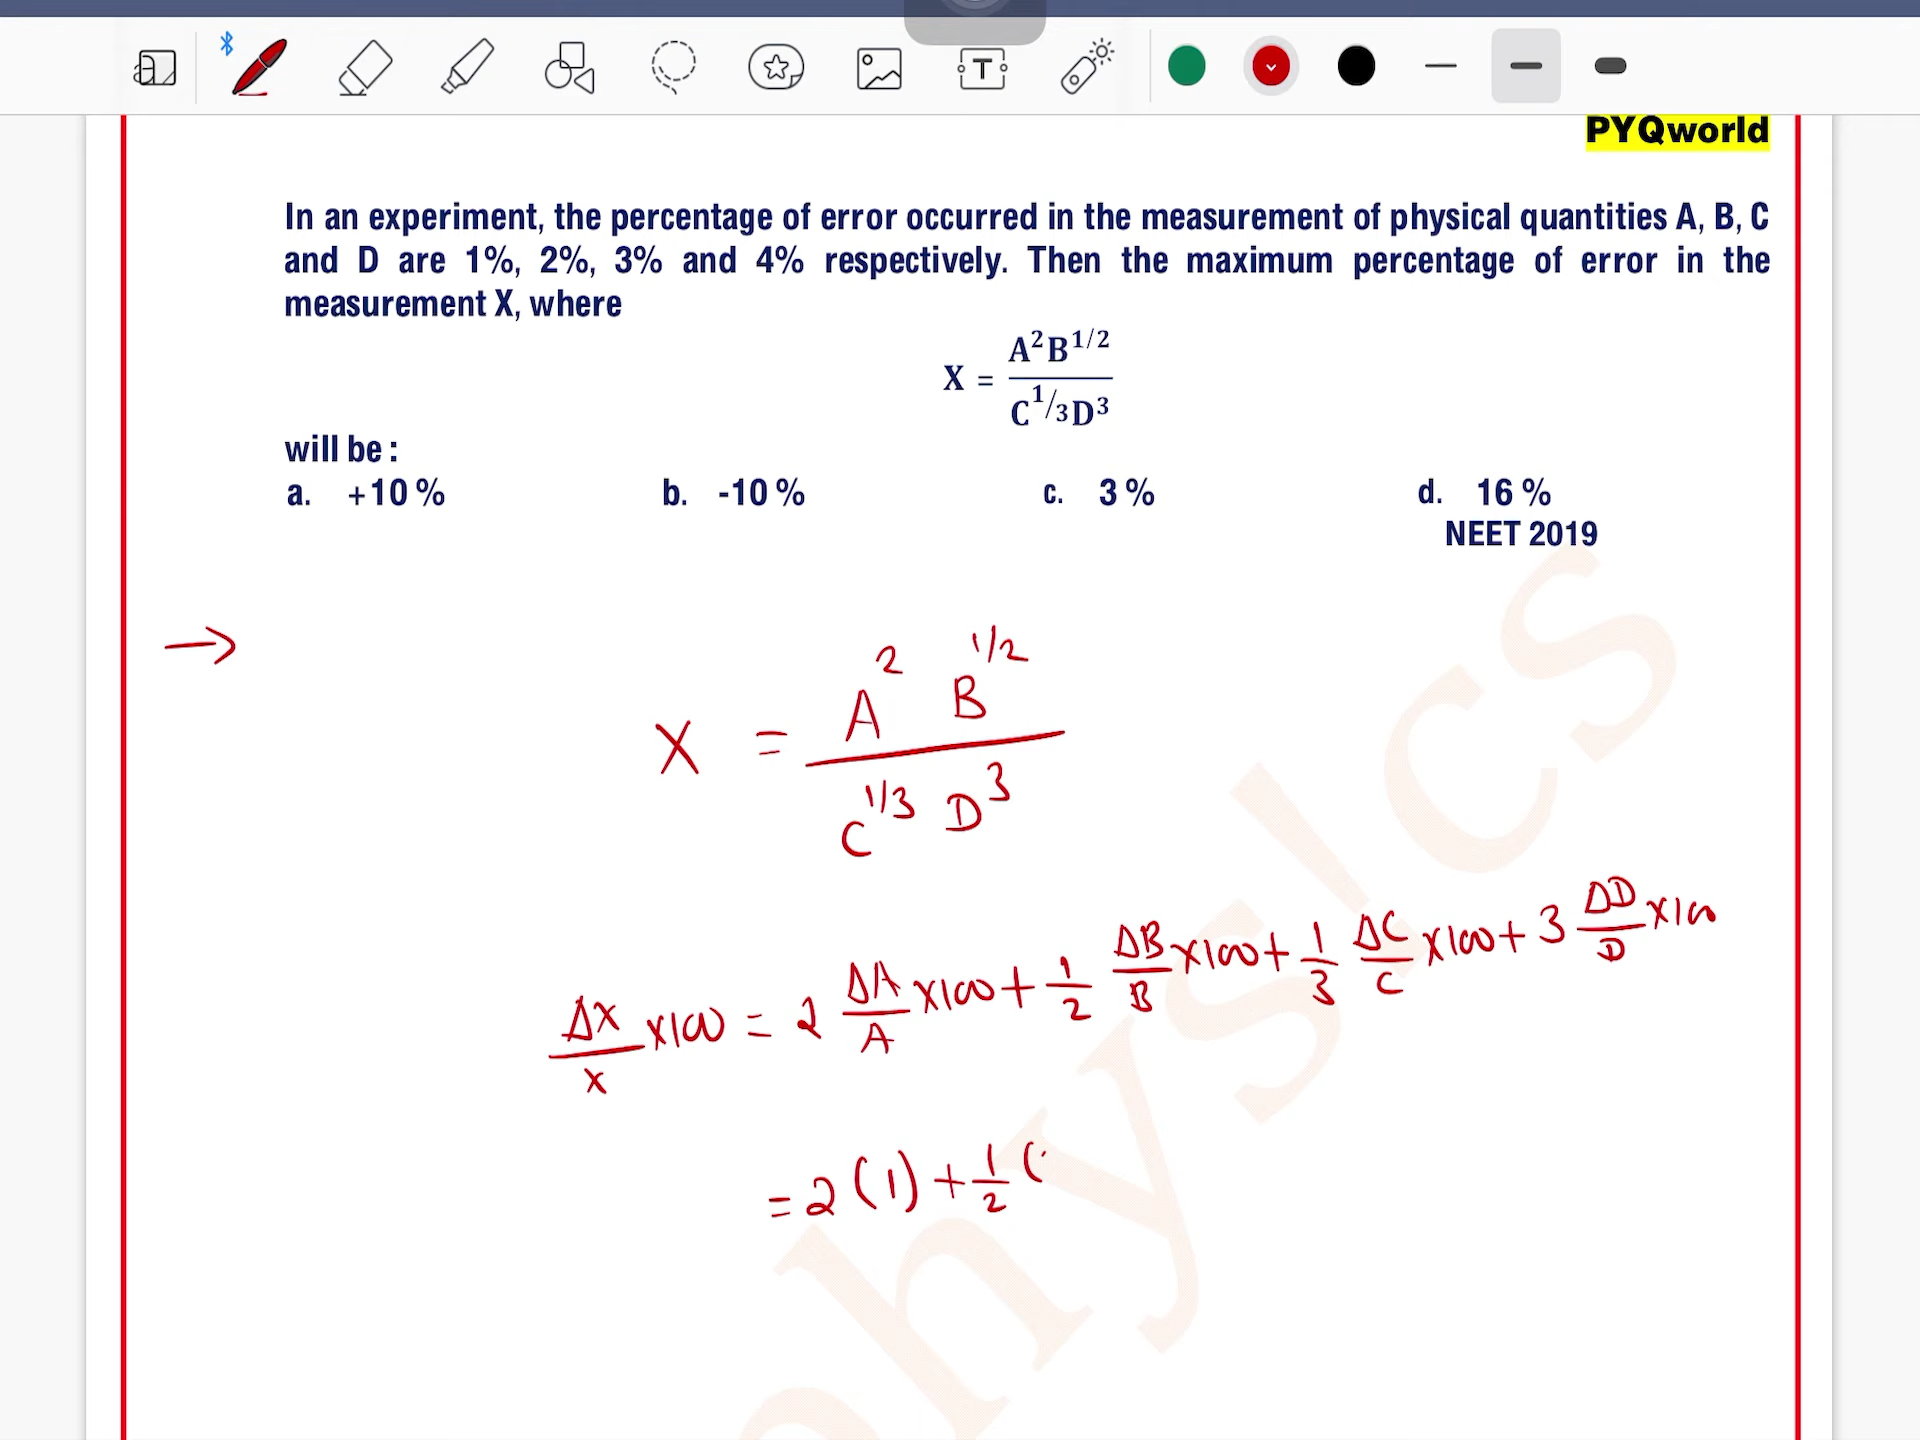 PYQworld
In an experiment, the percentage of error occurred in the measurement of physical quantities A, B, C
and D are 1%, 2%, 3% and 4% respectively. Then the maximum percentage of error in the
measurement X, where
X = A²B^1/2 / C^1/3 D³
will be :
a. +10 % b. -10 % c. 3 % d. 16 %
NEET 2019
→
X = A² B^1/2 / C^1/3 D³
Δx/x ×100 = 2 ΔA/A ×100 + 1/2 ΔB/B ×100 + 1/3 ΔC/C ×100 + 3 ΔD/D ×100
= 2 (1) + 1/2 (
hys!cs